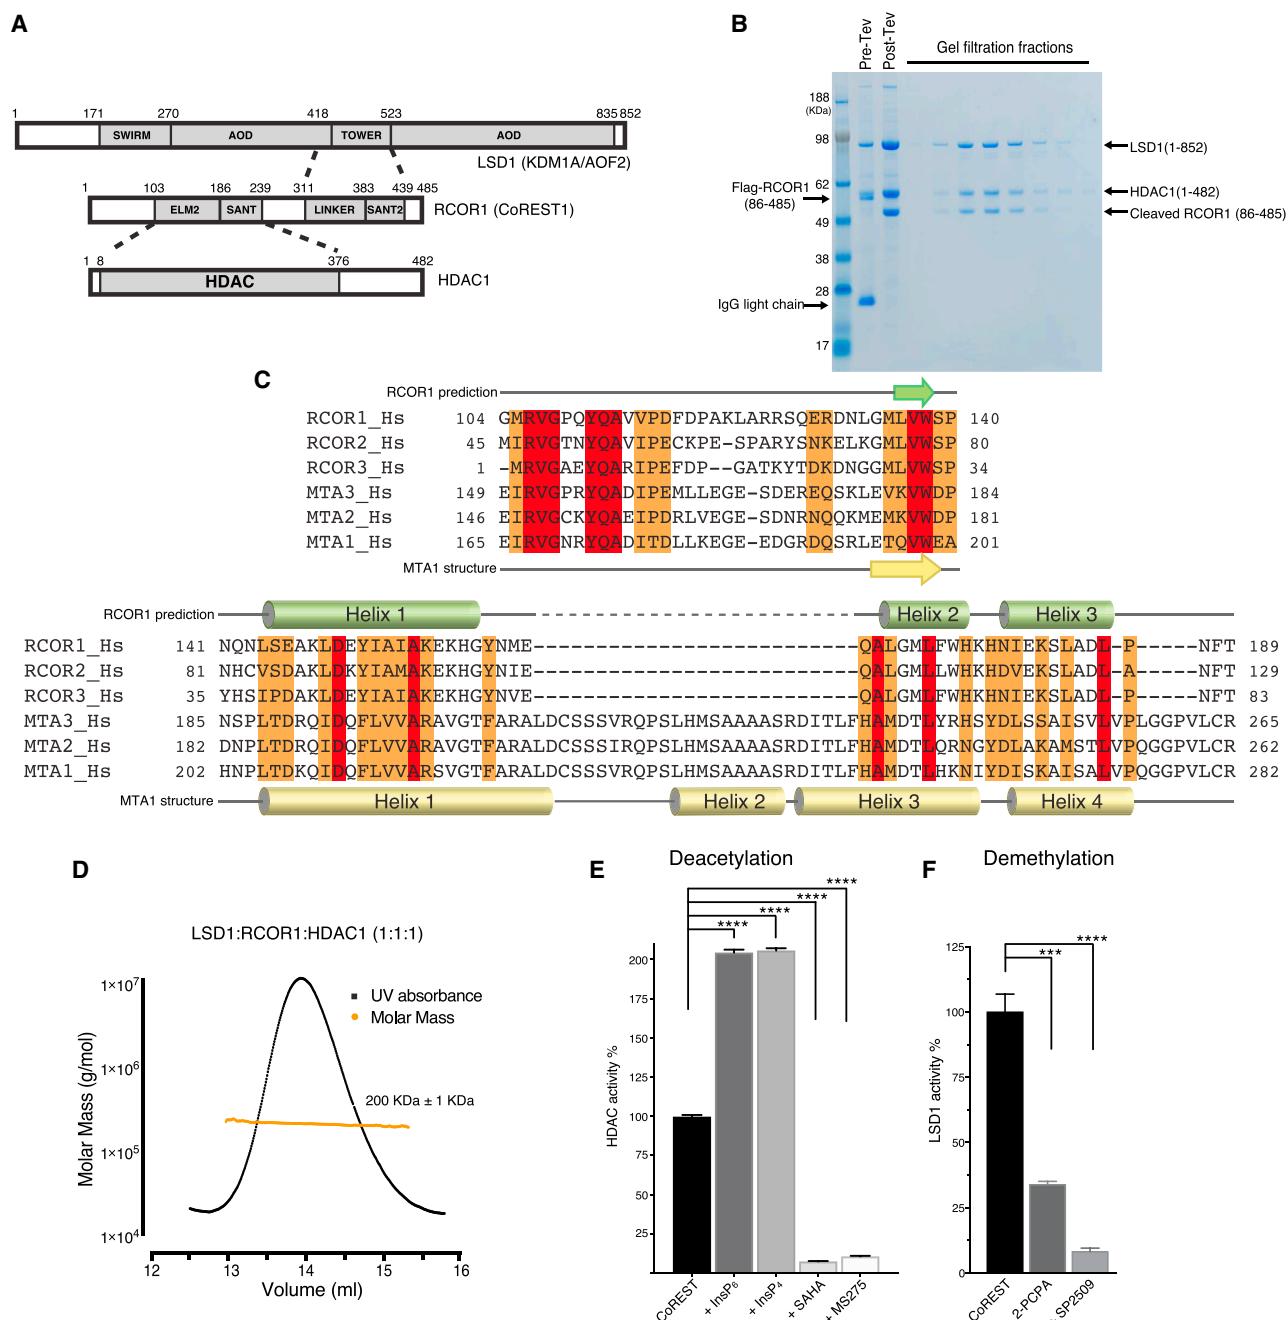 A
1 171 270 418 523 835 852
SWIRM AOD TOWER AOD
LSD1 (KDM1A/AOF2)
1 103 186 239 311 383 439 485
ELM2 SANT LINKER SANT2
RCOR1 (CoREST1)
1 8 376 482
HDAC
HDAC1
B
Pre-Tev
Post-Tev
Gel filtration fractions
188
(KDa)
98
62
49
38
28
17
Flag-RCOR1
(86-485)
IgG light chain
LSD1(1-852)
HDAC1(1-482)
Cleaved RCOR1 (86-485)
C
RCOR1 prediction
RCOR1_Hs 104 GMRVGPQYQAVVPDFDPAKLARRSQERDNLGMLVWSP 140
RCOR2_Hs 45 MIRVGTNYQAVIPECKPE-SPARYSNKELKGMLVWSP 80
RCOR3_Hs 1 -MRVGAEYQARIPEFDP--GATKYTDKDNGGMLVWSP 34
MTA3_Hs 149 EIRVGPRYQADIPEMLLEGE-SDEREQSKLEVKVWDP 184
MTA2_Hs 146 EIRVGCKYQAEIPDRLVEGE-SDNRNQQKMEMKVWDP 181
MTA1_Hs 165 EIRVGNRYQADITDLLKEGE-EDGRDQSRLETQVWEA 201
MTA1 structure
RCOR1 prediction Helix 1 Helix 2 Helix 3
RCOR1_Hs 141 NQNLSEAKLDEYIAIAKEKHGYNME-------------------------QALGMLFWHKHNIEKSLADL-P-----NFT 189
RCOR2_Hs 81 NHCVSDAKLDKYIAMAKEKHGYNIE-------------------------QALGMLLWHKHDVEKSLADL-A-----NFT 129
RCOR3_Hs 35 YHSIPDAKLDEYIAIAKEKHGYNVE-------------------------QALGMLFWHKHNIEKSLADL-P-----NFT 83
MTA3_Hs 185 NSPLTDRQIDQFLVVARAVGTFARALDCSSSVRQPSLHMSAAAASRDITLFHAMDTLYRHSYDLSSAISVLVPLGGPVLCR 265
MTA2_Hs 182 DNPLTDRQIDQFLVVARAVGTFARALDCSSSIRQPSLHMSAAAASRDITLFHAMDTLQRNGYDLAKAMSTLVPQGGPVLCR 262
MTA1_Hs 202 HNPLTDKQIDQFLVVARSVGTFARALDCSSSVRQPSLHMSAAAASRDITLFHAMDTLHKNIYDISKAISALVPQGGPVLCR 282
MTA1 structure Helix 1 Helix 2 Helix 3 Helix 4
D
LSD1:RCOR1:HDAC1 (1:1:1)
UV absorbance
Molar Mass
200 KDa ± 1 KDa
Molar Mass (g/mol)
1×10⁷
1×10⁶
1×10⁵
1×10⁴
12 13 14 15 16
Volume (ml)
E
Deacetylation
****
****
****
****
HDAC activity %
200
175
150
125
100
75
50
25
CoREST
+ InsP₆
+ InsP₄
+ SAHA
+ MS275
F
Demethylation
****
***
LSD1 activity %
125
100
75
50
25
0
CoREST
2-PCPA
SP2509